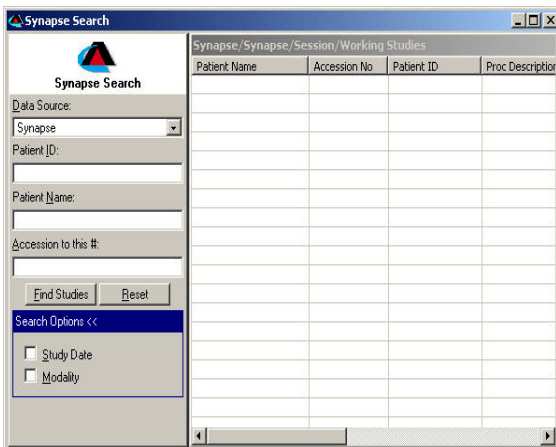 Synapse Search
Synapse/Synapse/Session/Working Studies
Patient Name Accession No Patient ID Proc Description
Synapse Search
Data Source:
Synapse
Patient ID:
Patient Name:
Accession to this #:
Find Studies Reset
Search Options <<
Study Date
Modality